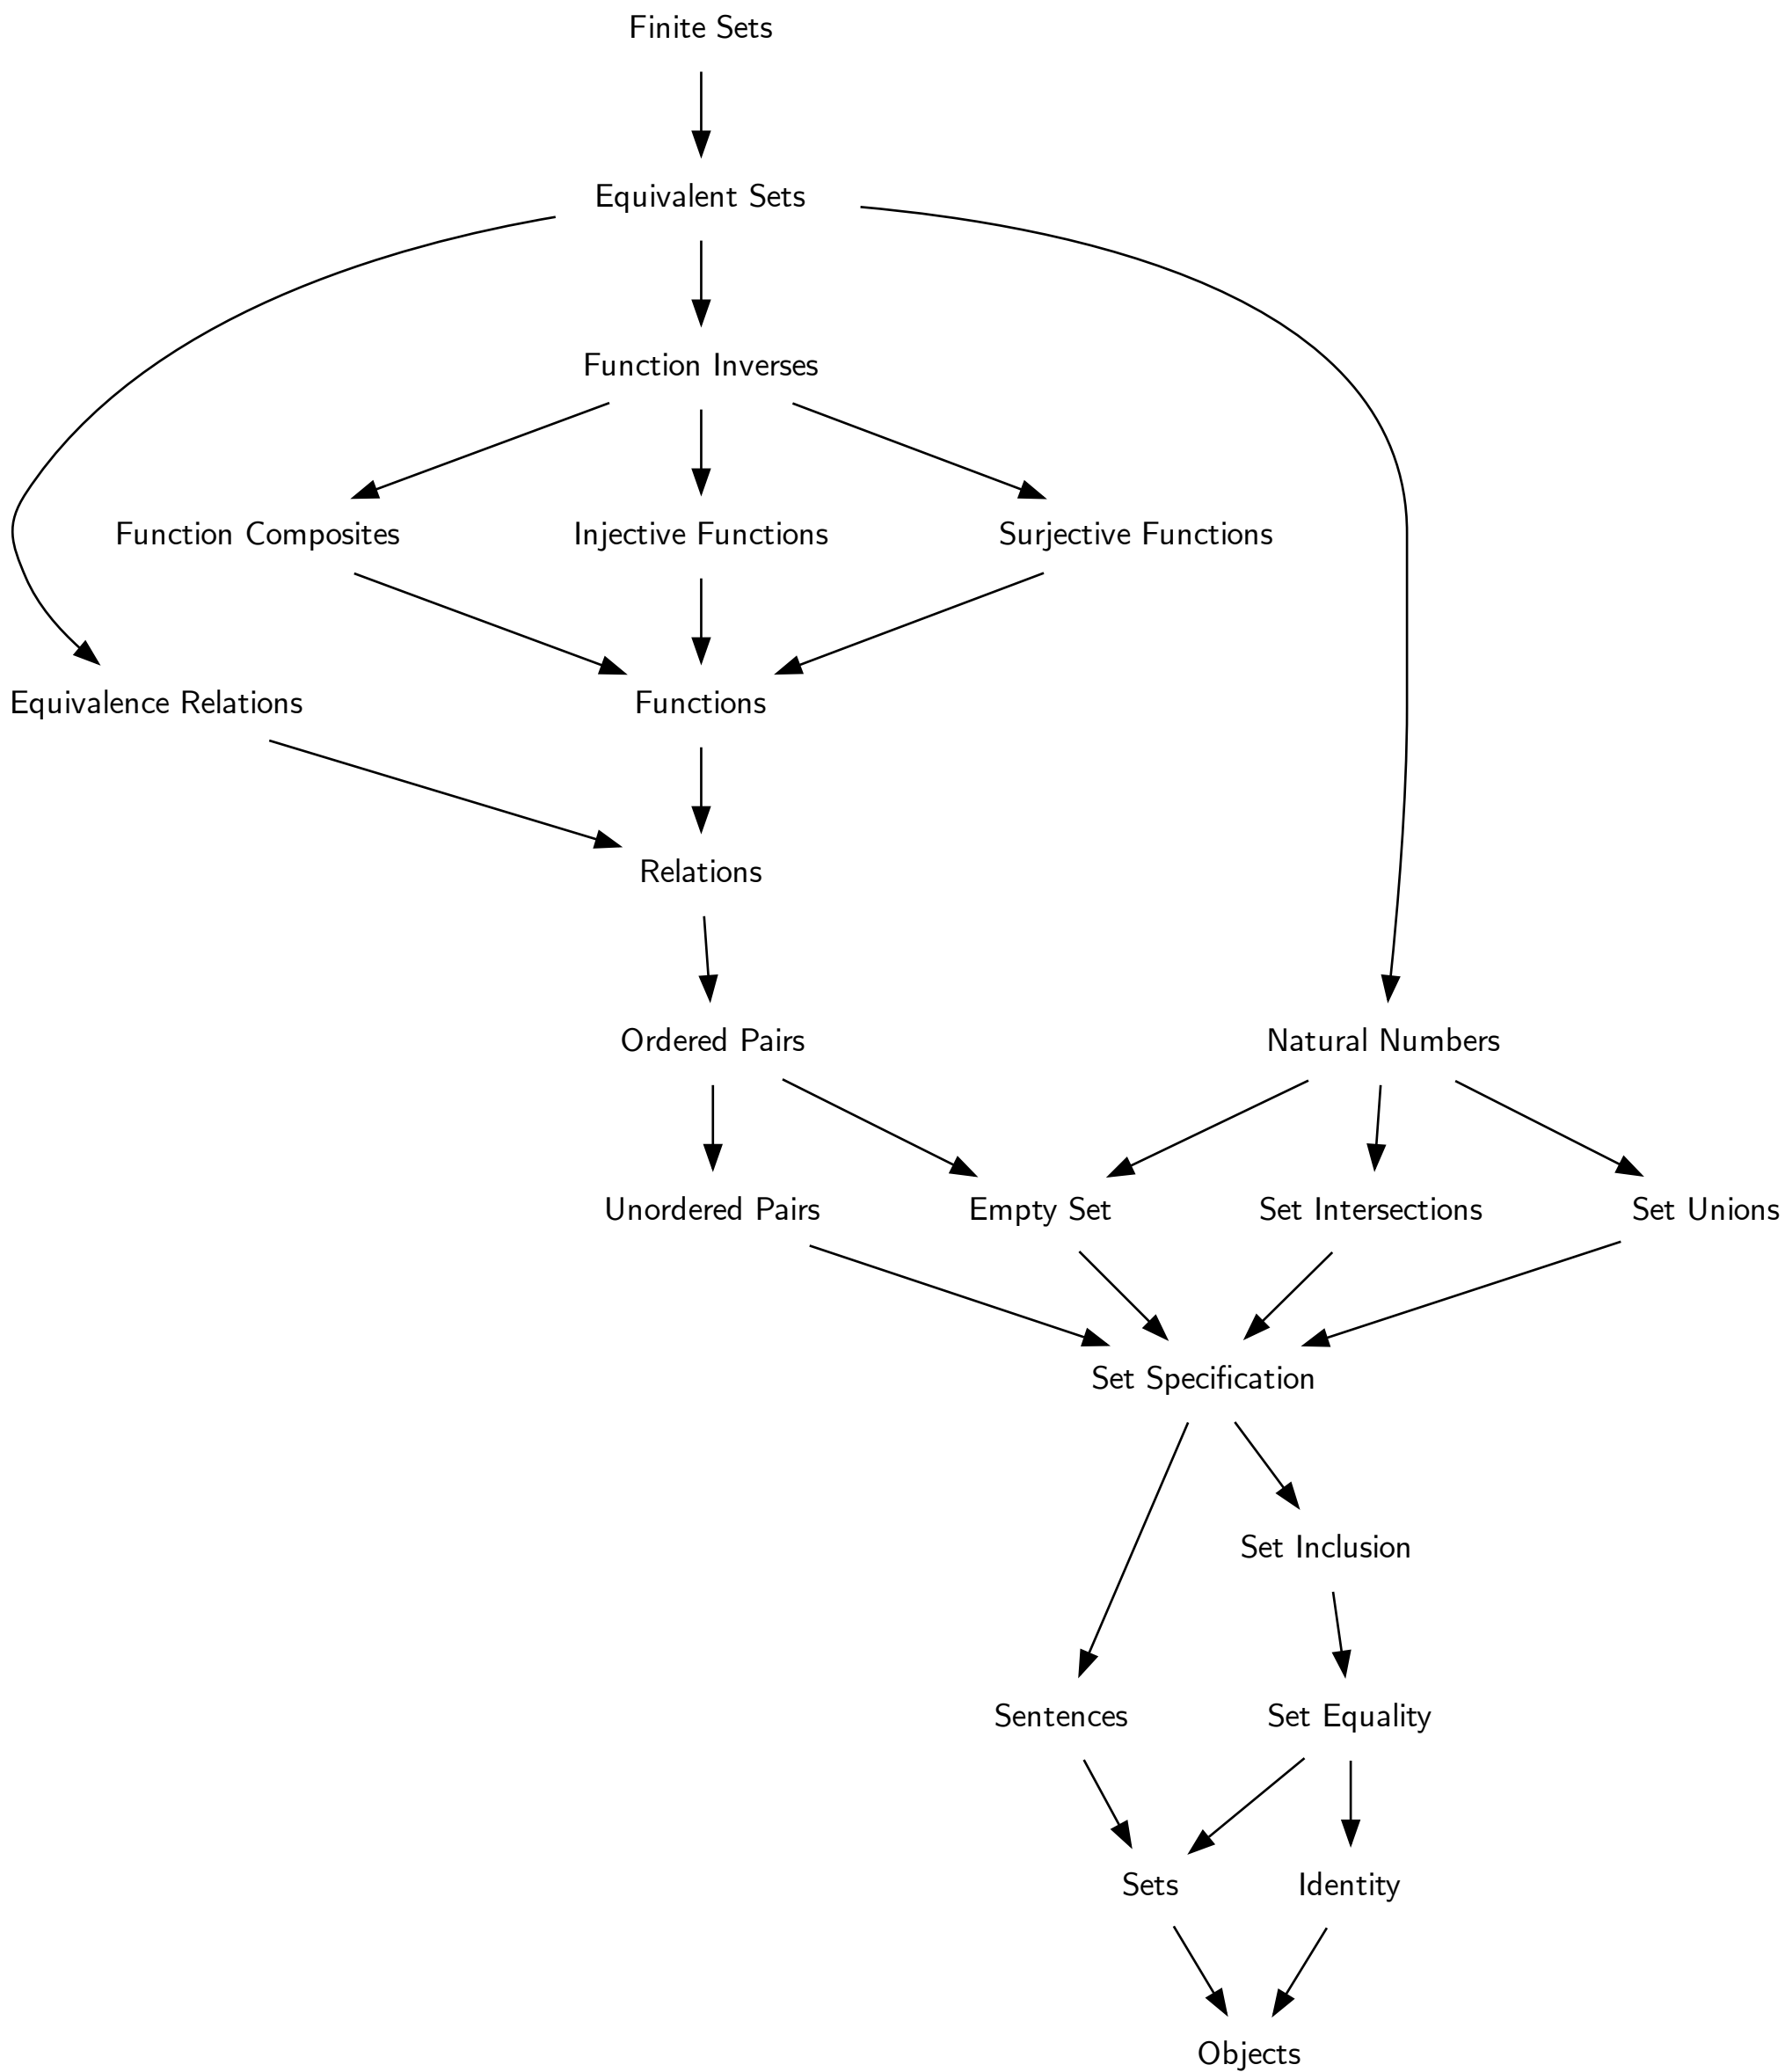 Finite Sets
Equivalent Sets
Function Inverses
Function Composites
Injective Functions
Surjective Functions
Equivalence Relations
Functions
Relations
Ordered Pairs
Natural Numbers
Unordered Pairs
Empty Set
Set Intersections
Set Unions
Set Specification
Set Inclusion
Sentences
Set Equality
Sets
Identity
Objects